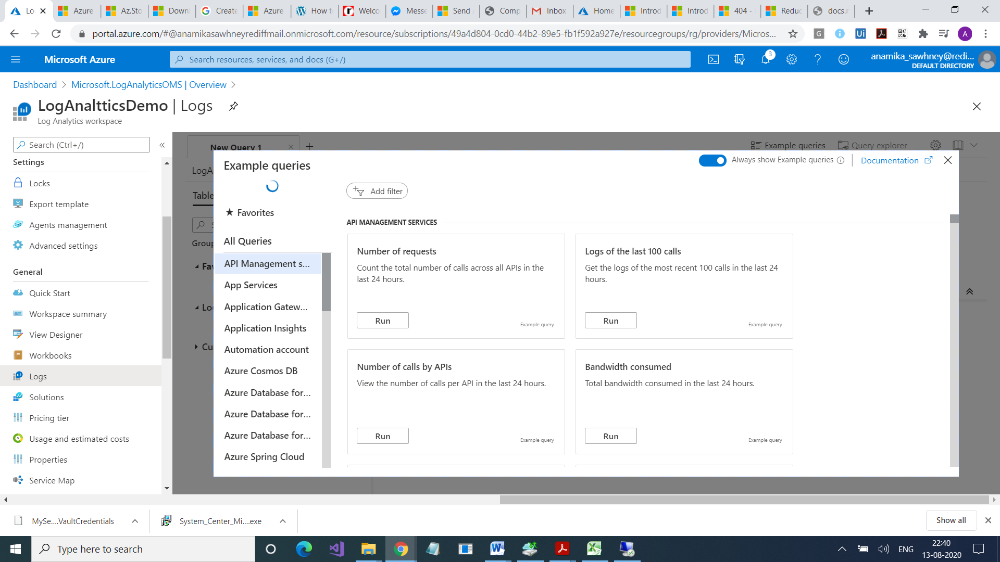 Lo
Azure
Az.Sto
Downl
Create
Azure
How t
Welco
Messe
Send
Comp
Inbox
Home
Introd
Introd
404 -
Reduc
docs.r
portal.azure.com/#@anamikasawhneyrediffmail.onmicrosoft.com/resource/subscriptions/49a4d804-0cd0-44b2-89e5-fb1f592a927e/resourcegroups/rg/providers/Micros...
G
Ui
A
Microsoft Azure
Search resources, services, and docs (G+/)
3
anamika_sawhney@redi...
DEFAULT DIRECTORY
Dashboard > Microsoft.LogAnalyticsOMS | Overview >
LogAnaltticsDemo | Logs
Log Analytics workspace
Search (Ctrl+/)
«
Settings
Locks
Export template
Agents management
Advanced settings
General
Quick Start
Workspace summary
View Designer
Workbooks
Logs
Solutions
Pricing tier
Usage and estimated costs
Properties
Service Map
New Query 1
Example queries
Query explorer
LogA
Table
Group
Fav
Lo
Cu
Example queries
Always show Example queries
Documentation
Add filter
★ Favorites
All Queries
API Management s...
App Services
Application Gatew...
Application Insights
Automation account
Azure Cosmos DB
Azure Database for...
Azure Database for...
Azure Database for...
Azure Spring Cloud
API MANAGEMENT SERVICES
Number of requests
Count the total number of calls across all APIs in the
last 24 hours.
Run
Example query
Logs of the last 100 calls
Get the logs of the most recent 100 calls in the last 24
hours.
Run
Example query
Number of calls by APIs
View the number of calls per API in the last 24 hours.
Run
Example query
Bandwidth consumed
Total bandwidth consumed in the last 24 hours.
Run
Example query
MySe....VaultCredentials
System_Center_Mi....exe
Show all
Type here to search
ENG
22:40
13-08-2020